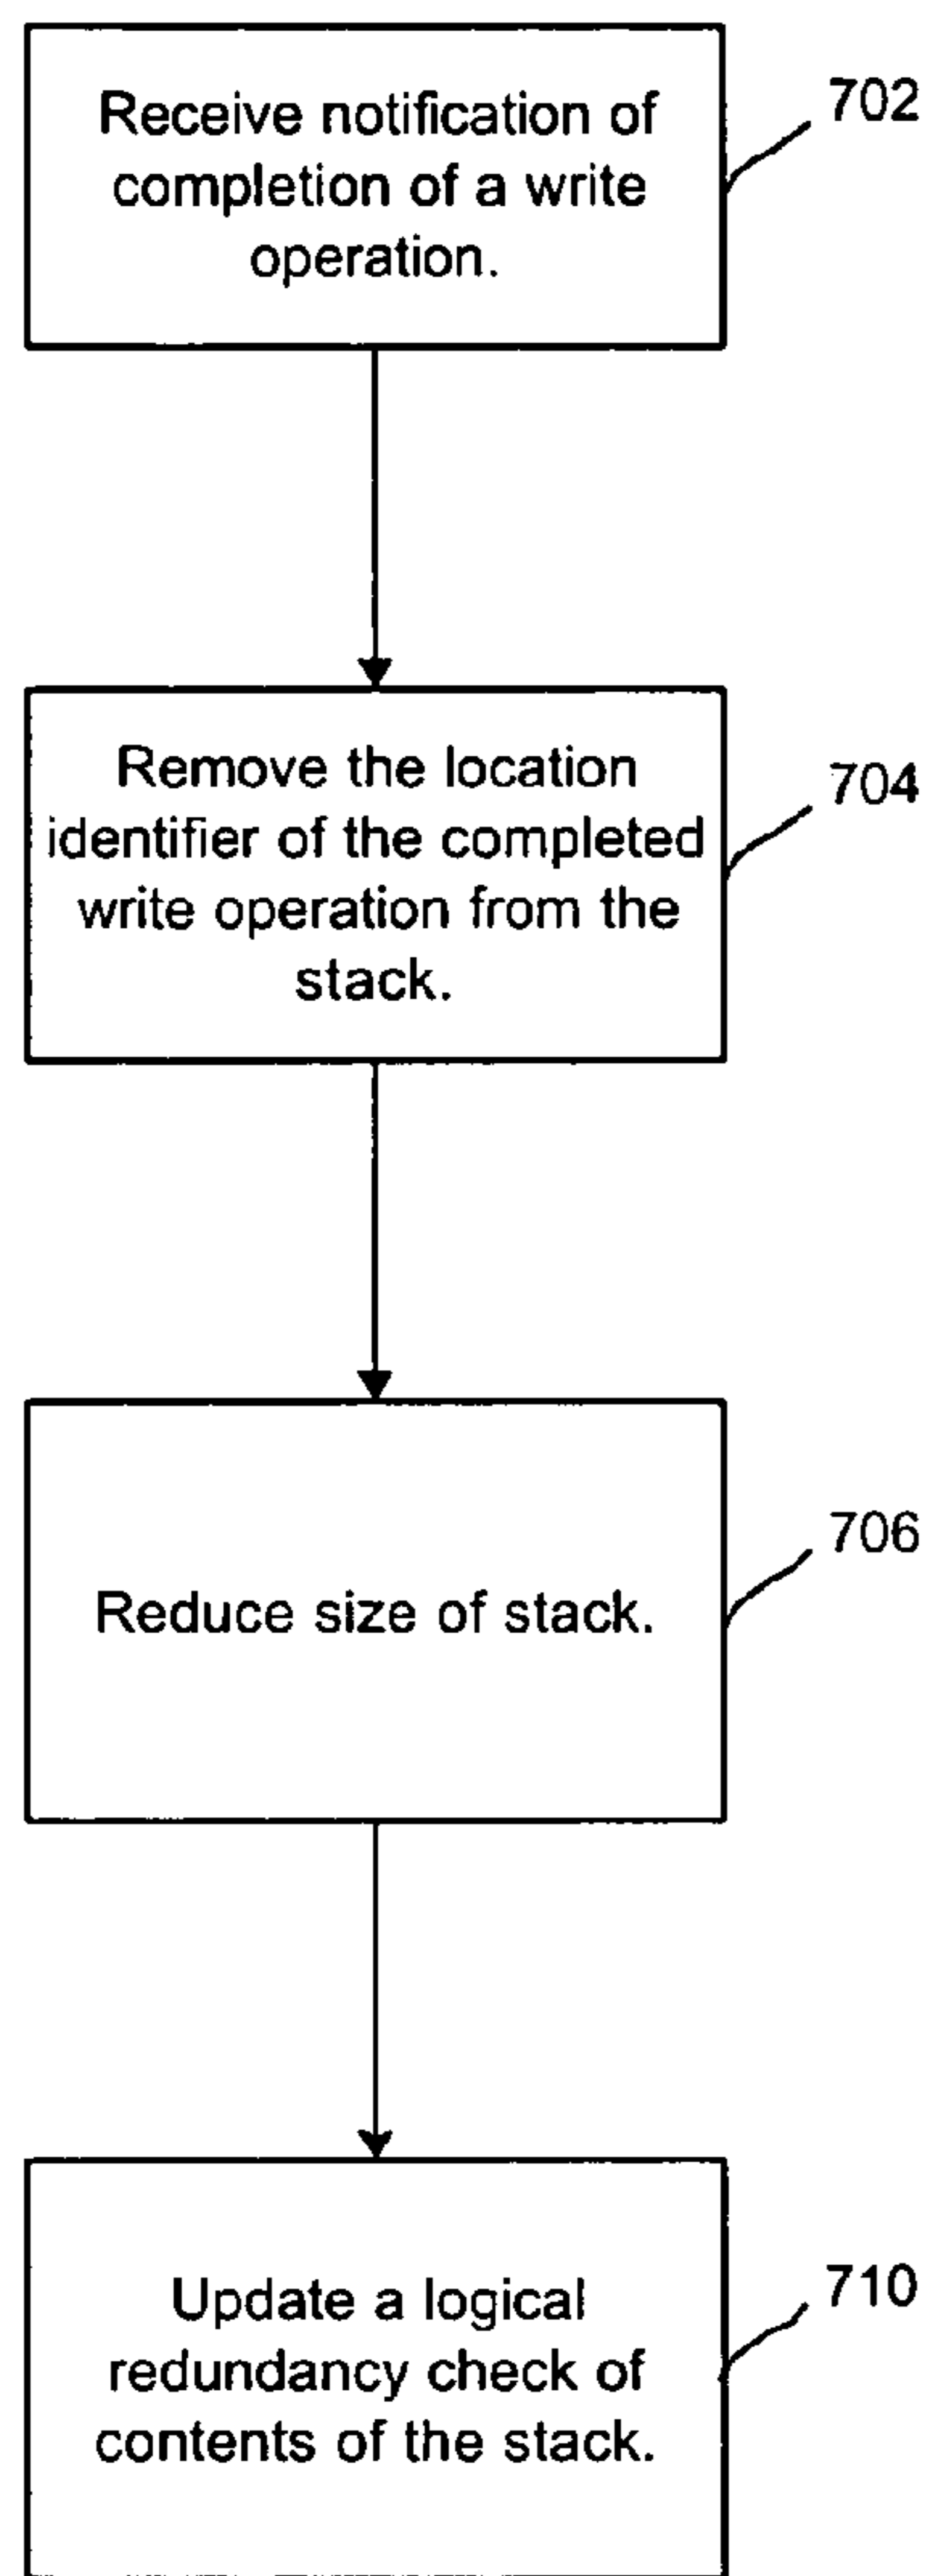 Receive notification of
completion of a write
operation.
702
Remove the location
identifier of the completed
write operation from the
stack.
704
Reduce size of stack.
706
Update a logical
redundancy check of
contents of the stack.
710